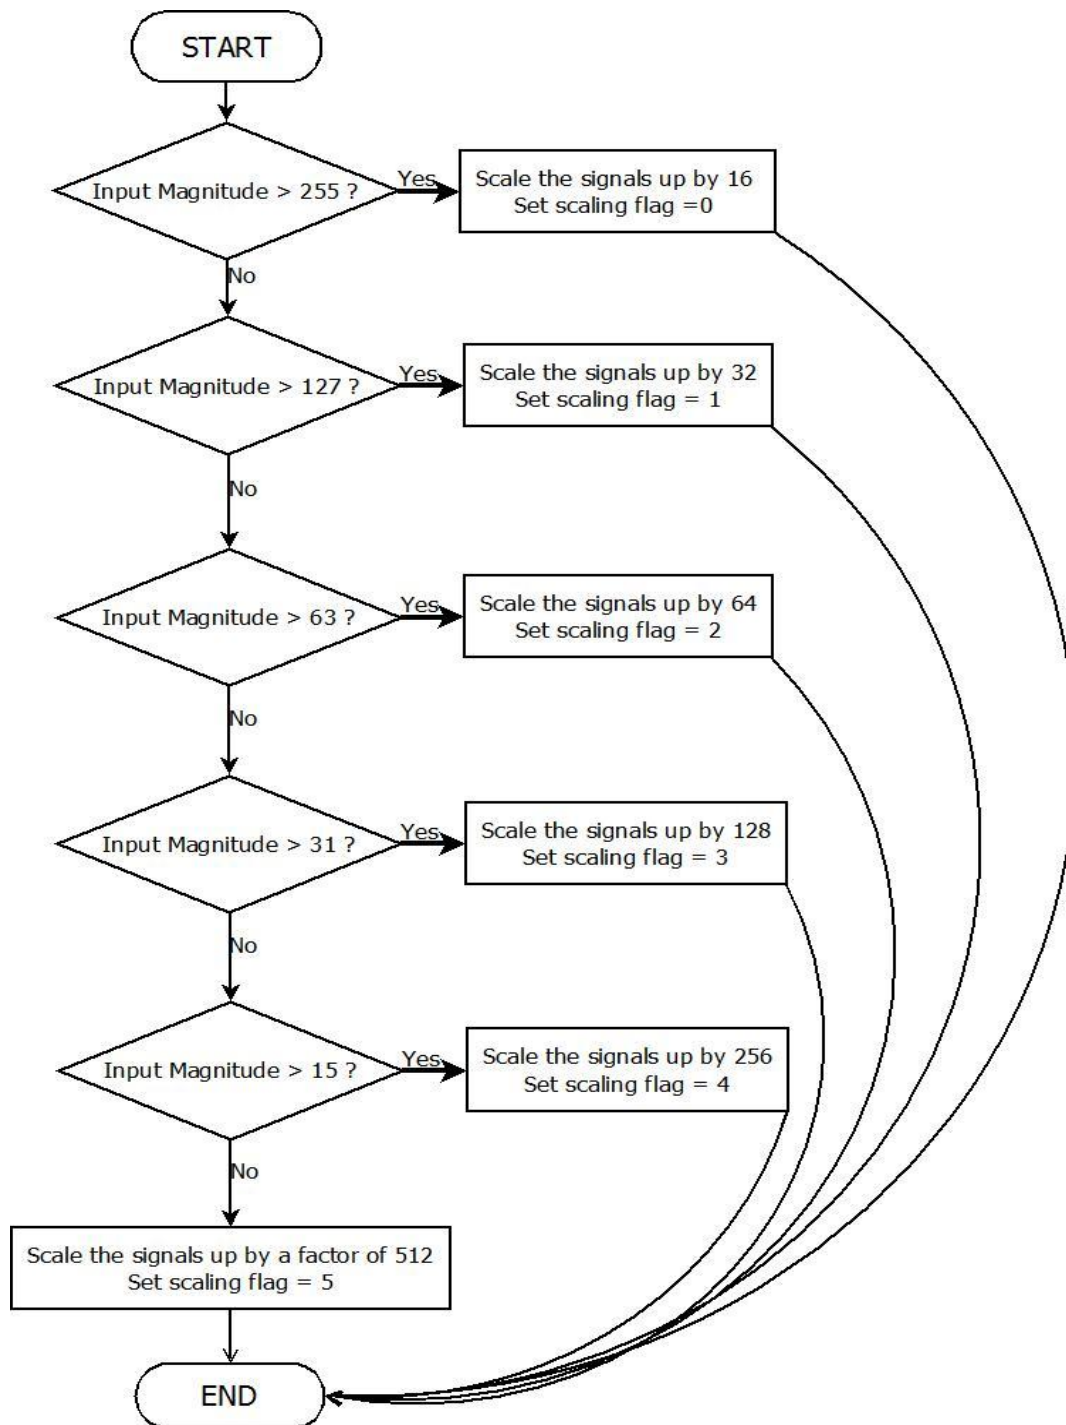 START
Input Magnitude > 255 ?
Yes
Scale the signals up by 16
Set scaling flag =0
No
Input Magnitude > 127 ?
Yes
Scale the signals up by 32
Set scaling flag = 1
No
Input Magnitude > 63 ?
Yes
Scale the signals up by 64
Set scaling flag = 2
No
Input Magnitude > 31 ?
Yes
Scale the signals up by 128
Set scaling flag = 3
No
Input Magnitude > 15 ?
Yes
Scale the signals up by 256
Set scaling flag = 4
No
Scale the signals up by a factor of 512
Set scaling flag = 5
END